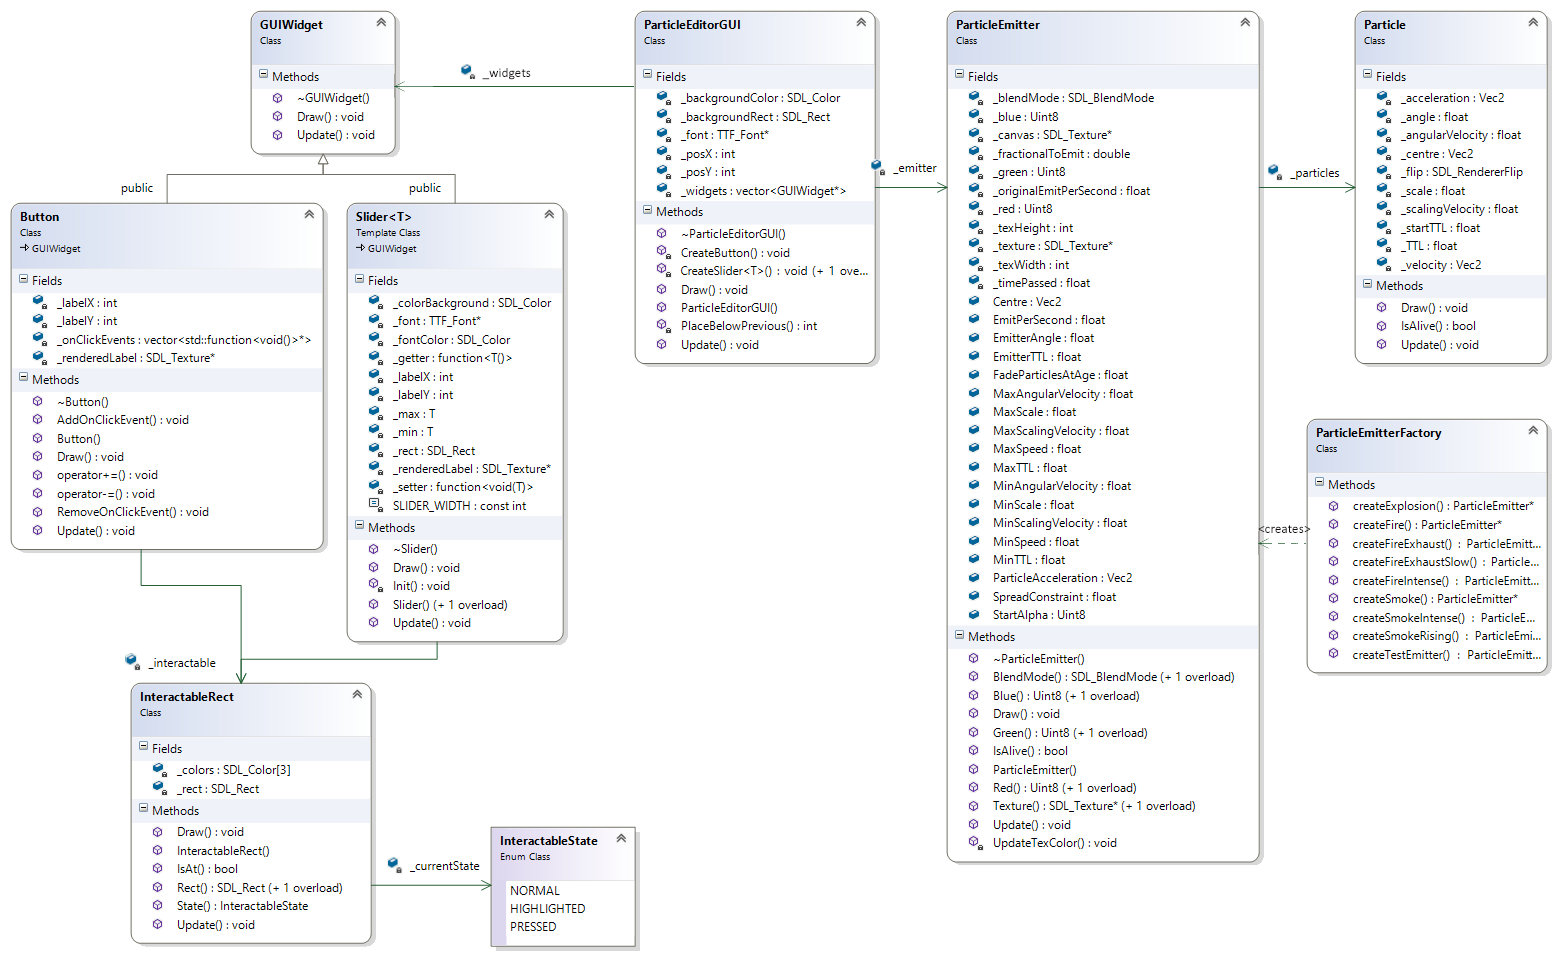 GUIWidget
Class
Methods
~GUIWidget()
Draw() : void
Update() : void
_widgets
ParticleEditorGUI
Class
Fields
_backgroundColor : SDL_Color
_backgroundRect : SDL_Rect
_font : TTF_Font*
_posX : int
_posY : int
_widgets : vector<GUIWidget*>
Methods
~ParticleEditorGUI()
CreateButton() : void
CreateSlider<T>() : void (+ 1 ove...
Draw() : void
ParticleEditorGUI()
PlaceBelowPrevious() : int
Update() : void
_emitter
ParticleEmitter
Class
Fields
_blendMode : SDL_BlendMode
_blue : Uint8
_canvas : SDL_Texture*
_fractionalToEmit : double
_green : Uint8
_originalEmitPerSecond : float
_red : Uint8
_texHeight : int
_texture : SDL_Texture*
_texWidth : int
_timePassed : float
Centre : Vec2
EmitPerSecond : float
EmitterAngle : float
EmitterTTL : float
FadeParticlesAtAge : float
MaxAngularVelocity : float
MaxScale : float
MaxScalingVelocity : float
MaxSpeed : float
MaxTTL : float
MinAngularVelocity : float
MinScale : float
MinScalingVelocity : float
MinSpeed : float
MinTTL : float
ParticleAcceleration : Vec2
SpreadConstraint : float
StartAlpha : Uint8
Methods
~ParticleEmitter()
BlendMode() : SDL_BlendMode (+ 1 overload)
Blue() : Uint8 (+ 1 overload)
Draw() : void
Green() : Uint8 (+ 1 overload)
IsAlive() : bool
ParticleEmitter()
Red() : Uint8 (+ 1 overload)
Texture() : SDL_Texture* (+ 1 overload)
Update() : void
UpdateTexColor() : void
_particles
Particle
Class
Fields
_acceleration : Vec2
_angle : float
_angularVelocity : float
_centre : Vec2
_flip : SDL_RendererFlip
_scale : float
_scalingVelocity : float
_startTTL : float
_TTL : float
_velocity : Vec2
Methods
Draw() : void
IsAlive() : bool
Update() : void
<creates>
ParticleEmitterFactory
Class
Methods
createExplosion() : ParticleEmitter*
createFire() : ParticleEmitter*
createFireExhaust() : ParticleEmitt...
createFireExhaustSlow() : Particle...
createFireIntense() : ParticleEmitt...
createSmoke() : ParticleEmitter*
createSmokeIntense() : ParticleE...
createSmokeRising() : ParticleEmi...
createTestEmitter() : ParticleEmitt...
public
public
Button
Class
GUIWidget
Fields
_labelX : int
_labelY : int
_onClickEvents : vector<std::function<void()>*>
_renderedLabel : SDL_Texture*
Methods
~Button()
AddOnClickEvent() : void
Button()
Draw() : void
operator+=() : void
operator-=() : void
RemoveOnClickEvent() : void
Update() : void
Slider<T>
Template Class
GUIWidget
Fields
_colorBackground : SDL_Color
_font : TTF_Font*
_fontColor : SDL_Color
_getter : function<T()>
_labelX : int
_labelY : int
_max : T
_min : T
_rect : SDL_Rect
_renderedLabel : SDL_Texture*
_setter : function<void(T)>
SLIDER_WIDTH : const int
Methods
~Slider()
Draw() : void
Init() : void
Slider() (+ 1 overload)
Update() : void
_interactable
InteractableRect
Class
Fields
_colors : SDL_Color[3]
_rect : SDL_Rect
Methods
Draw() : void
InteractableRect()
IsAt() : bool
Rect() : SDL_Rect (+ 1 overload)
State() : InteractableState
Update() : void
_currentState
InteractableState
Enum Class
NORMAL
HIGHLIGHTED
PRESSED